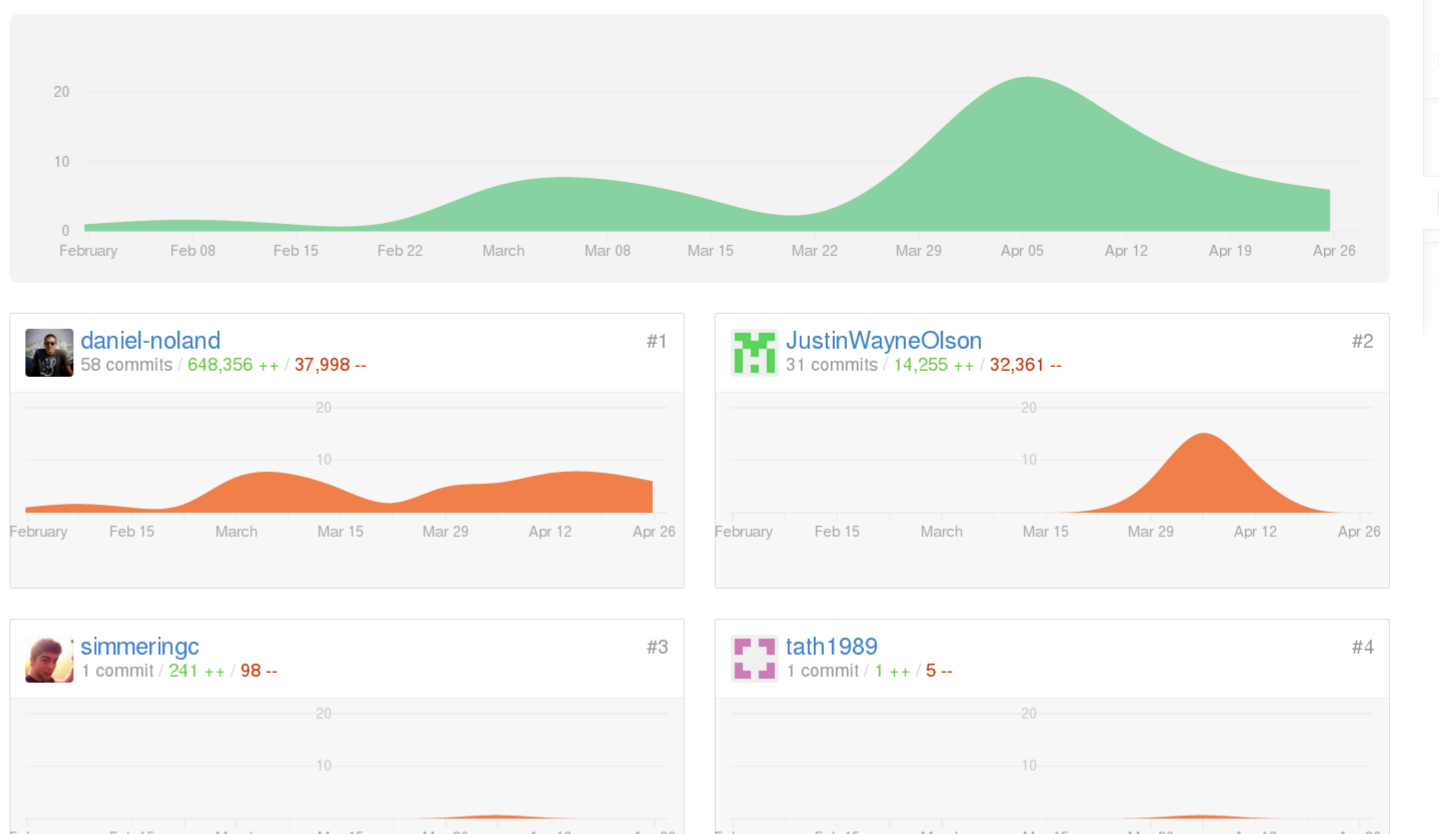 20
10
0
February Feb 08 Feb 15 Feb 22 March Mar 08 Mar 15 Mar 22 Mar 29 Apr 05 Apr 12 Apr 19 Apr 26
daniel-noland #1
58 commits / 648,356 ++ / 37,998 --
20
10
February Feb 15 March Mar 15 Mar 29 Apr 12 Apr 26
JustinWayneOlson #2
31 commits / 14,255 ++ / 32,361 --
20
10
February Feb 15 March Mar 15 Mar 29 Apr 12 Apr 26
simmeringc #3
1 commit / 241 ++ / 98 --
20
10
tath1989 #4
1 commit / 1 ++ / 5 --
20
10